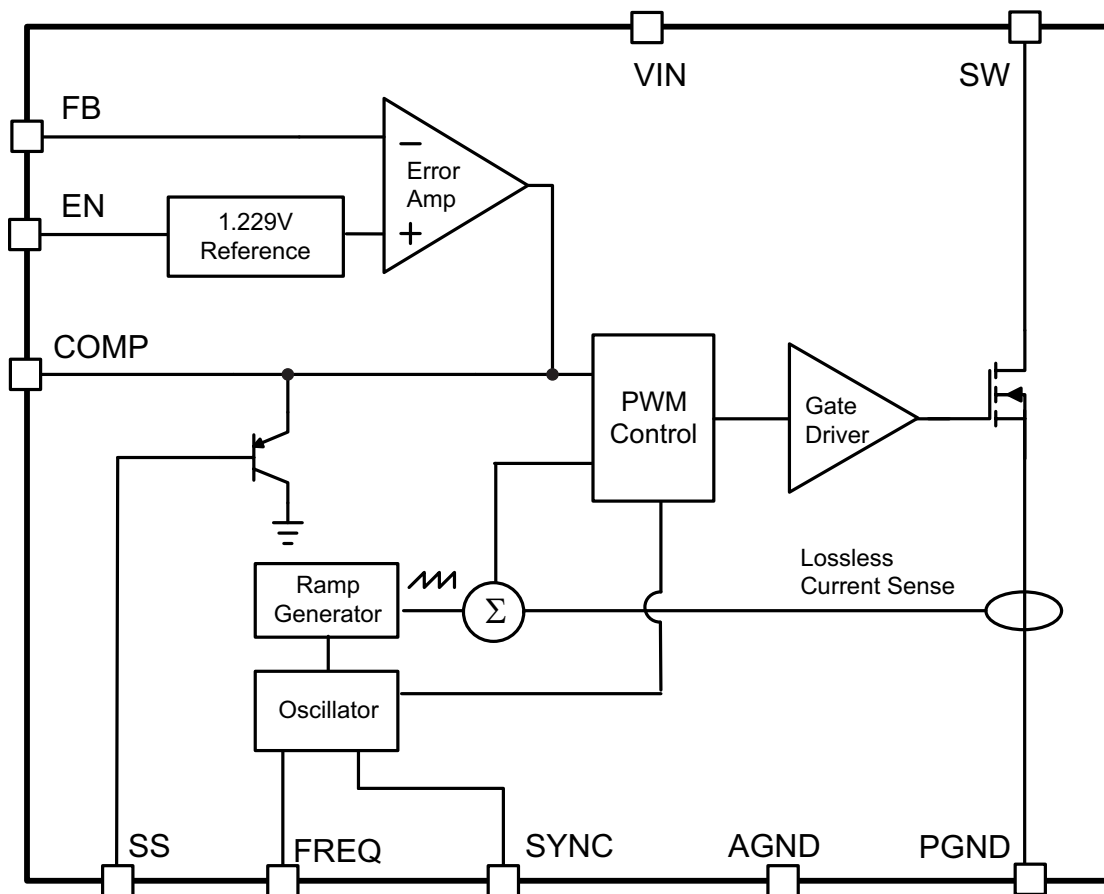 VIN
SW
FB
−
Error
Amp
EN
1.229V
Reference
+
COMP
PWM
Control
Gate
Driver
Lossless
Current Sense
Ramp
Generator
Σ
Oscillator
SS
FREQ
SYNC
AGND
PGND